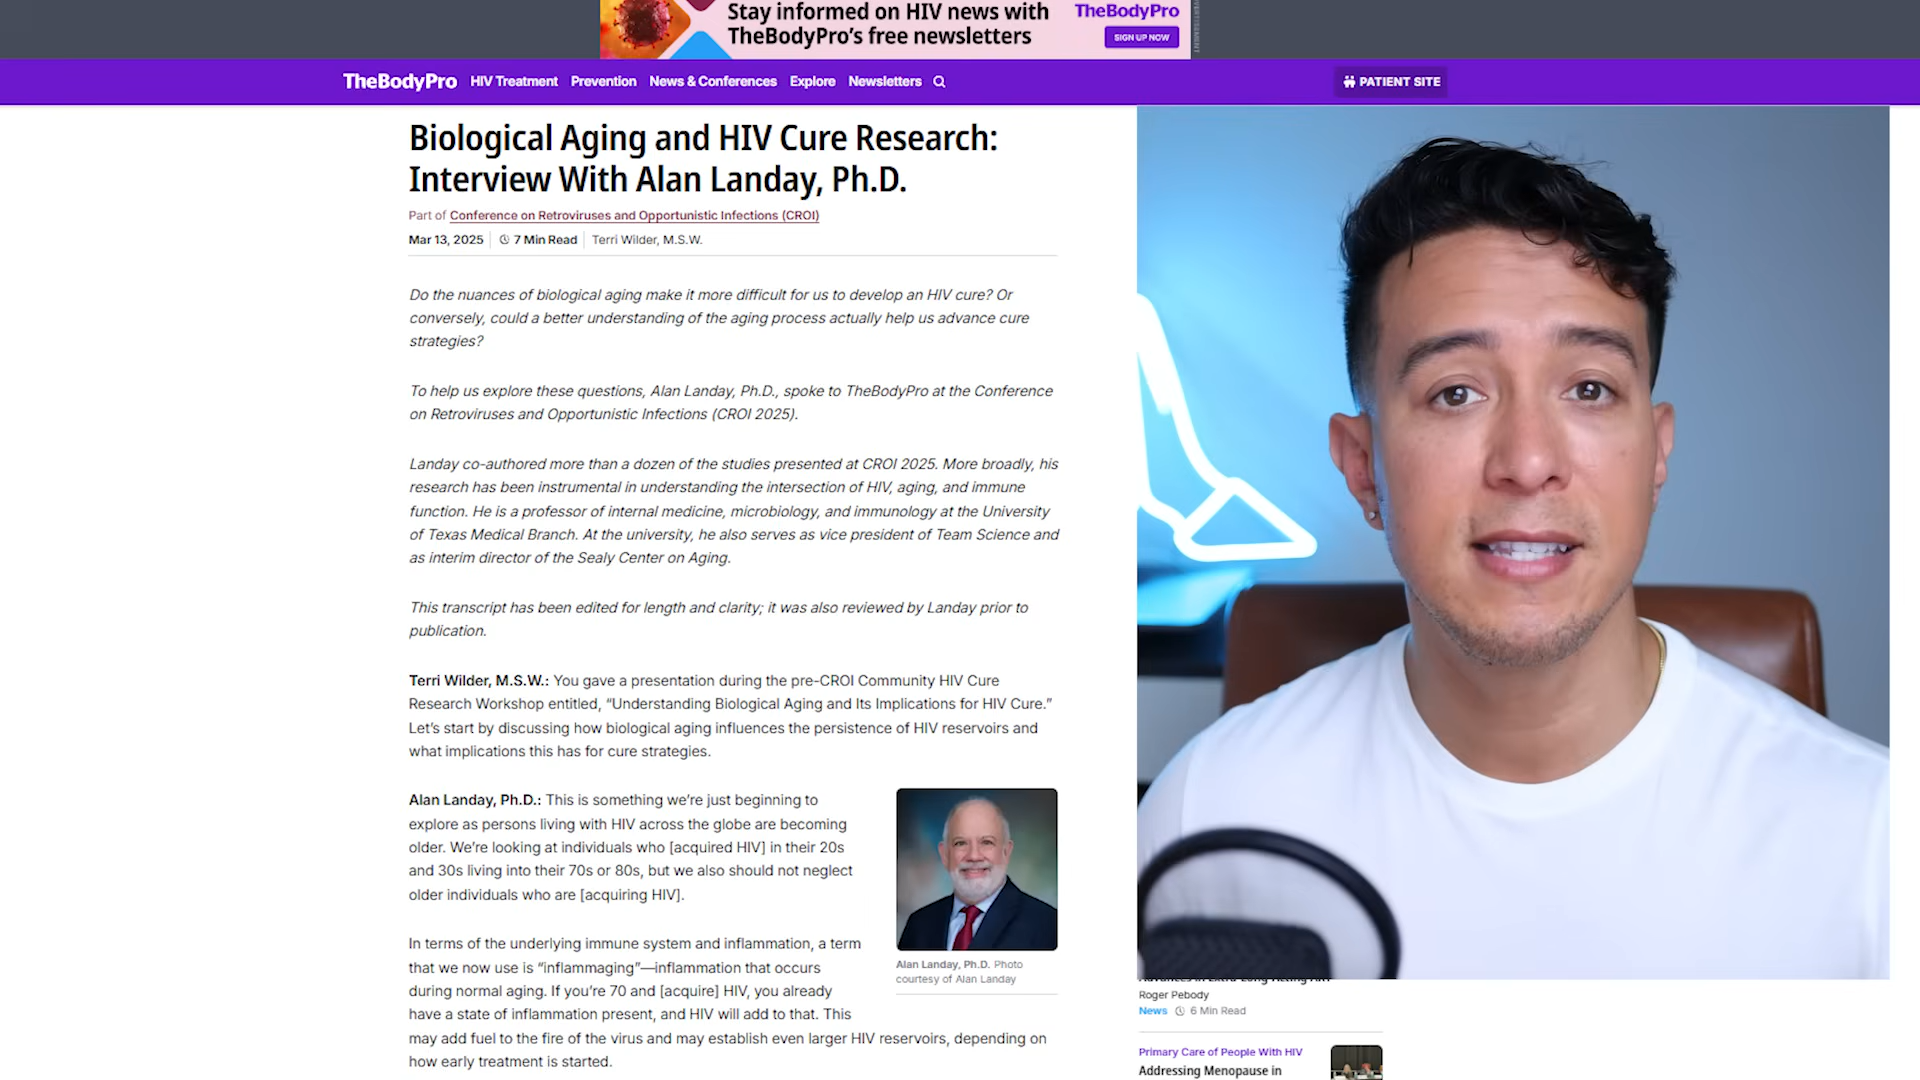 Stay informed on HIV news with
TheBodyPro's free newsletters
TheBodyPro
SIGN UP NOW
TheBodyPro
HIV Treatment
Prevention
News & Conferences
Explore
Newsletters
PATIENT SITE
Biological Aging and HIV Cure Research:
Interview With Alan Landay, Ph.D.
Part of Conference on Retroviruses and Opportunistic Infections (CROI)
Mar 13, 2025
7 Min Read
Terri Wilder, M.S.W.
Do the nuances of biological aging make it more difficult for us to develop an HIV cure? Or
conversely, could a better understanding of the aging process actually help us advance cure
strategies?
To help us explore these questions, Alan Landay, Ph.D., spoke to TheBodyPro at the Conference
on Retroviruses and Opportunistic Infections (CROI 2025).
Landay co-authored more than a dozen of the studies presented at CROI 2025. More broadly, his
research has been instrumental in understanding the intersection of HIV, aging, and immune
function. He is a professor of internal medicine, microbiology, and immunology at the University
of Texas Medical Branch. At the university, he also serves as vice president of Team Science and
as interim director of the Sealy Center on Aging.
This transcript has been edited for length and clarity; it was also reviewed by Landay prior to
publication.
Terri Wilder, M.S.W.: You gave a presentation during the pre-CROI Community HIV Cure
Research Workshop entitled, “Understanding Biological Aging and Its Implications for HIV Cure.”
Let's start by discussing how biological aging influences the persistence of HIV reservoirs and
what implications this has for cure strategies.
Alan Landay, Ph.D.: This is something we're just beginning to
explore as persons living with HIV across the globe are becoming
older. We're looking at individuals who [acquired HIV] in their 20s
and 30s living into their 70s or 80s, but we also should not neglect
older individuals who are [acquiring HIV].
In terms of the underlying immune system and inflammation, a term
that we now use is “inflammaging”—inflammation that occurs
during normal aging. If you're 70 and [acquire] HIV, you already
have a state of inflammation present, and HIV will add to that. This
may add fuel to the fire of the virus and may establish even larger HIV reservoirs, depending on
how early treatment is started.
Alan Landay, Ph.D. Photo
courtesy of Alan Landay
Roger Pebody
News
6 Min Read
Primary Care of People With HIV
Addressing Menopause in